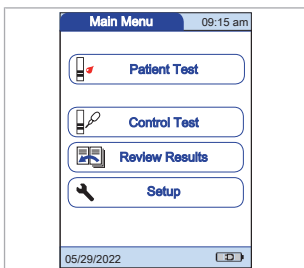 Main Menu
09:15 am
Patient Test
Control Test
Review Results
Setup
05/29/2022